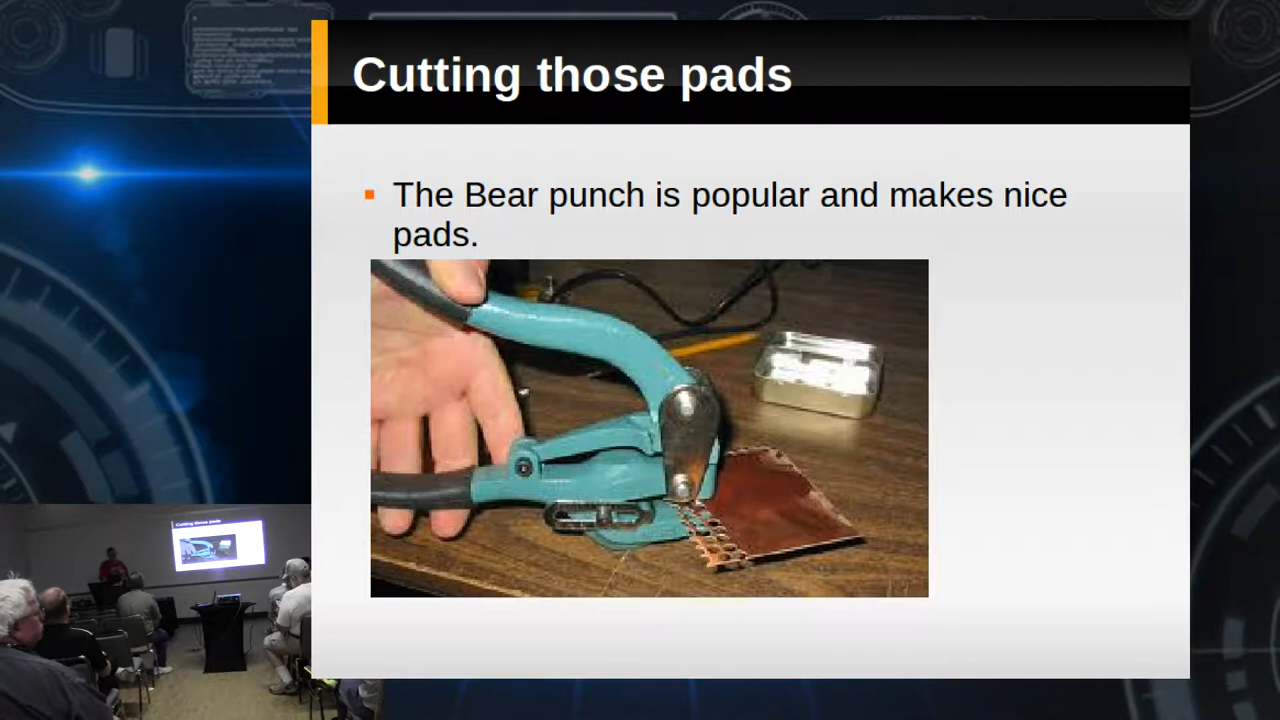 Cutting those pads
The Bear punch is popular and makes nice
pads.